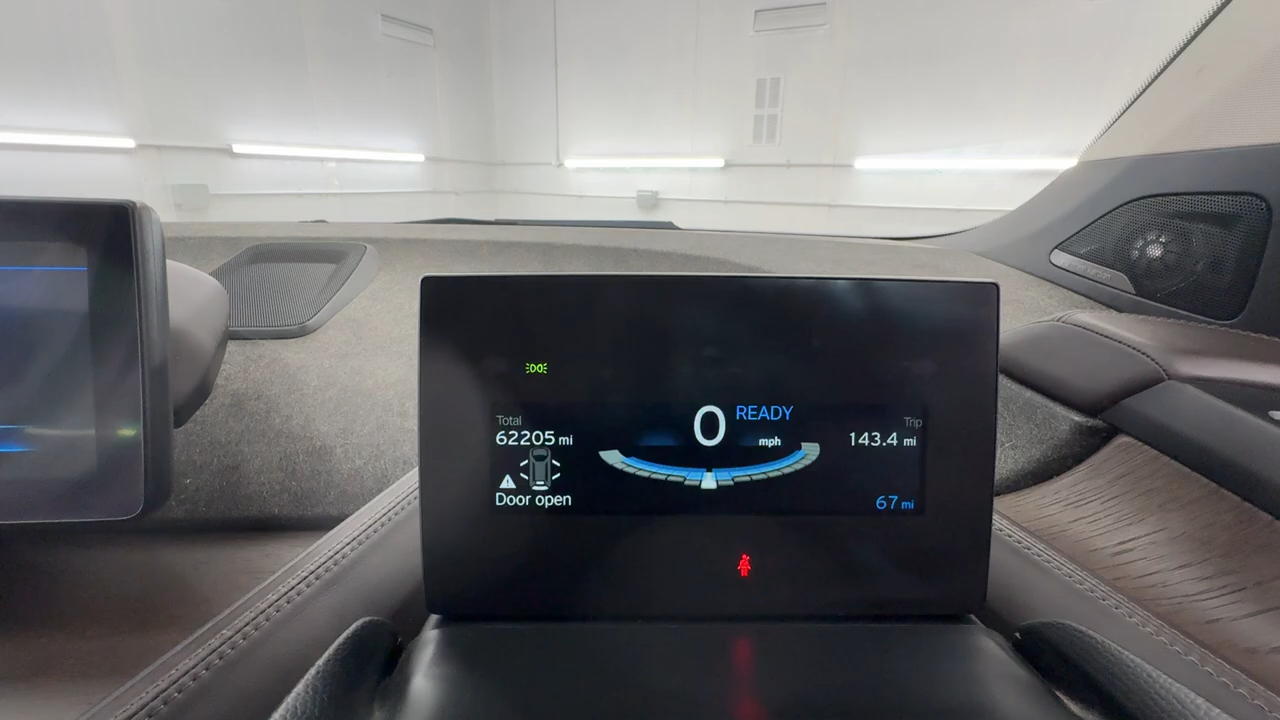 Total
62205 mi
Door open
0 READY
mph
Trip
143.4 mi
67 mi